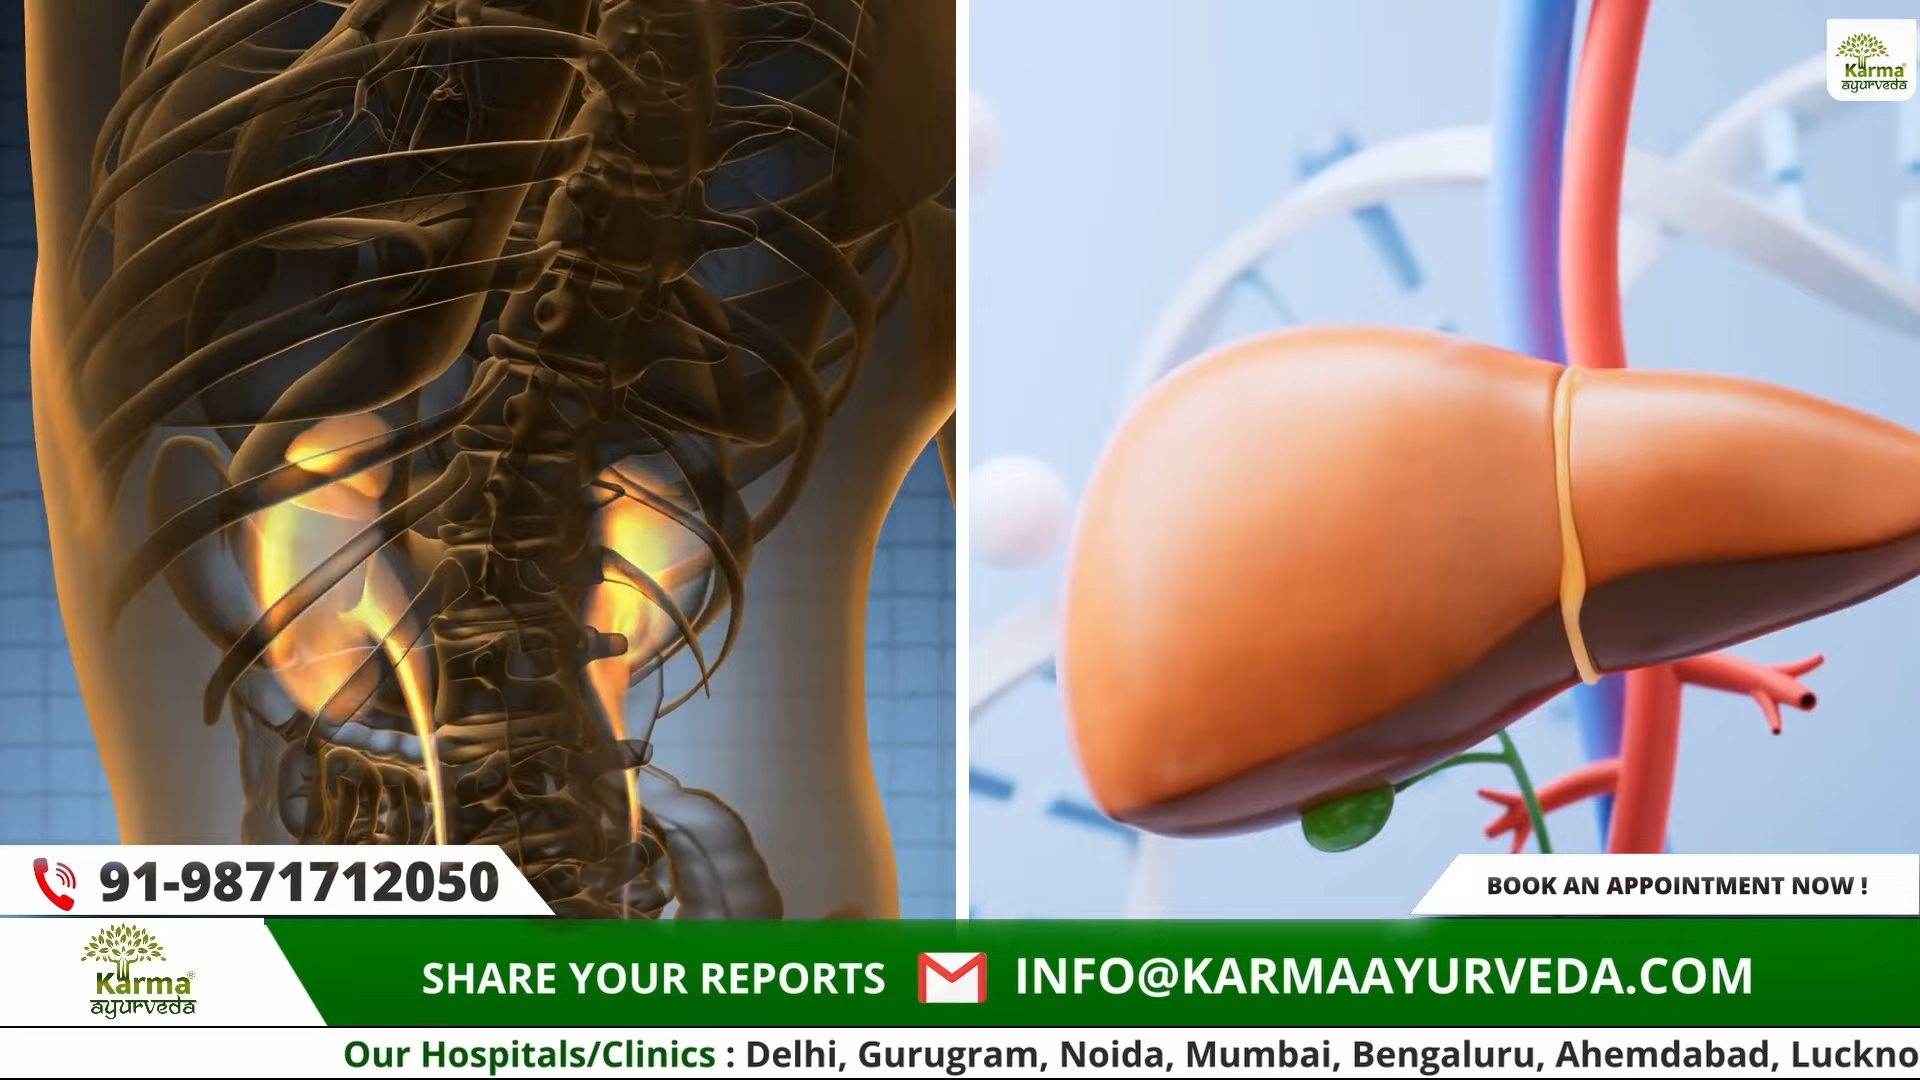 Karma
ayurveda
91-9871712050
BOOK AN APPOINTMENT NOW !
Karma®
ayurveda
SHARE YOUR REPORTS INFO@KARMAAYURVEDA.COM
Our Hospitals/Clinics : Delhi, Gurugram, Noida, Mumbai, Bengaluru, Ahemdabad, Luckno